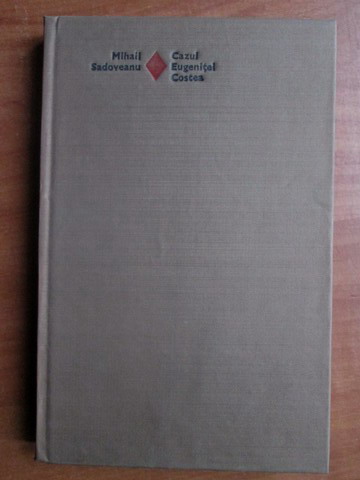 Mihail
Sadoveanu
Cazul
Eugeniței
Costea